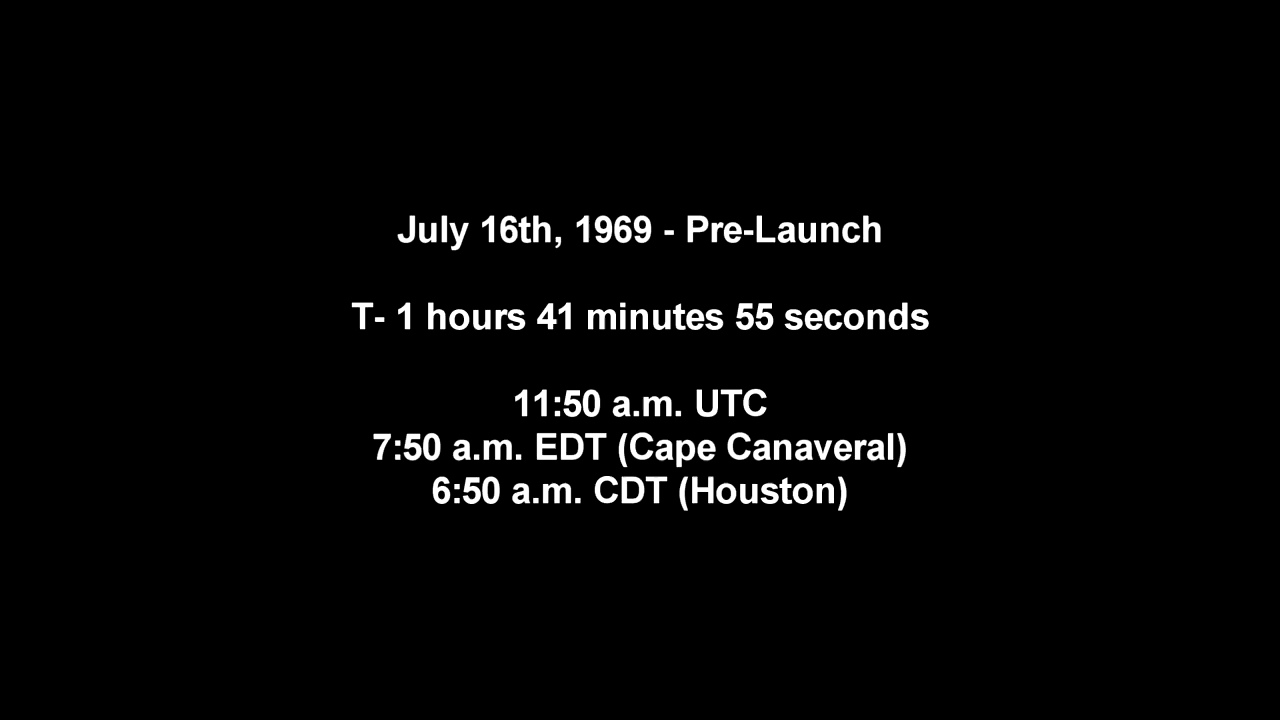 July 16th, 1969 - Pre-Launch
T- 1 hours 41 minutes 55 seconds
11:50 a.m. UTC
7:50 a.m. EDT (Cape Canaveral)
6:50 a.m. CDT (Houston)